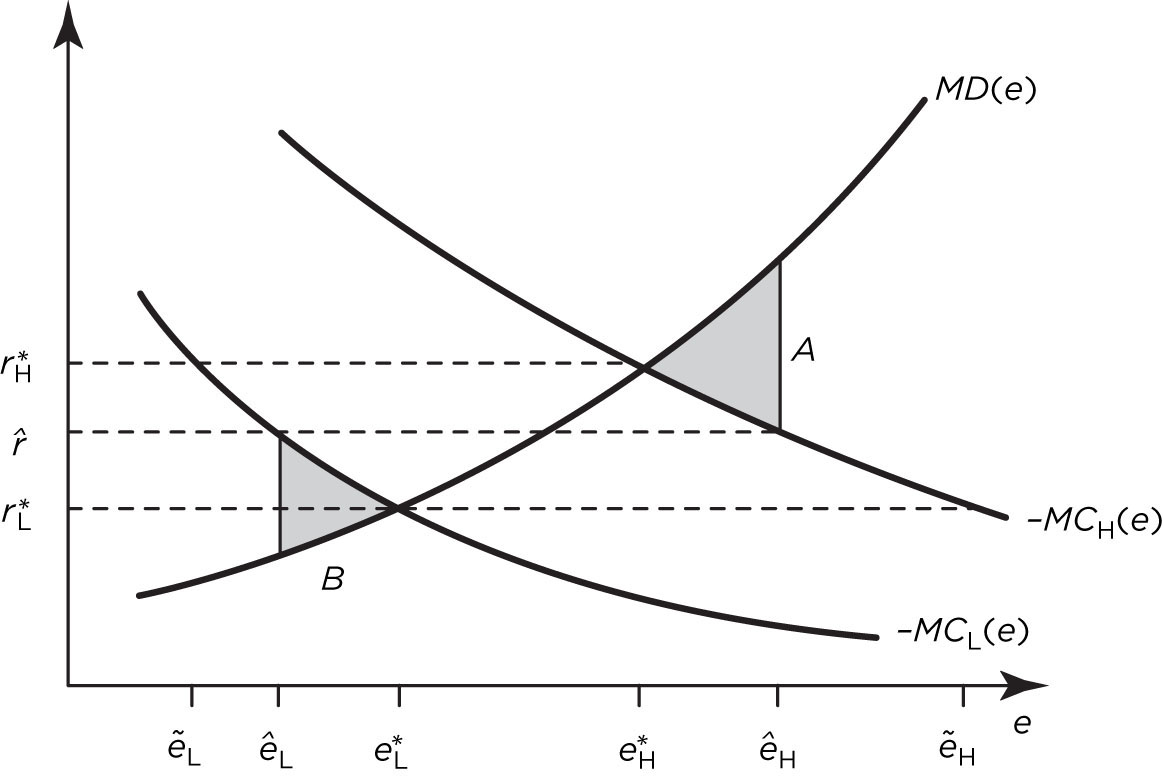 MD(e)
r*H
A
r̂
r*L
–MCH(e)
B
–MCL(e)
ẽL êL e*L e*H êH ẽH e